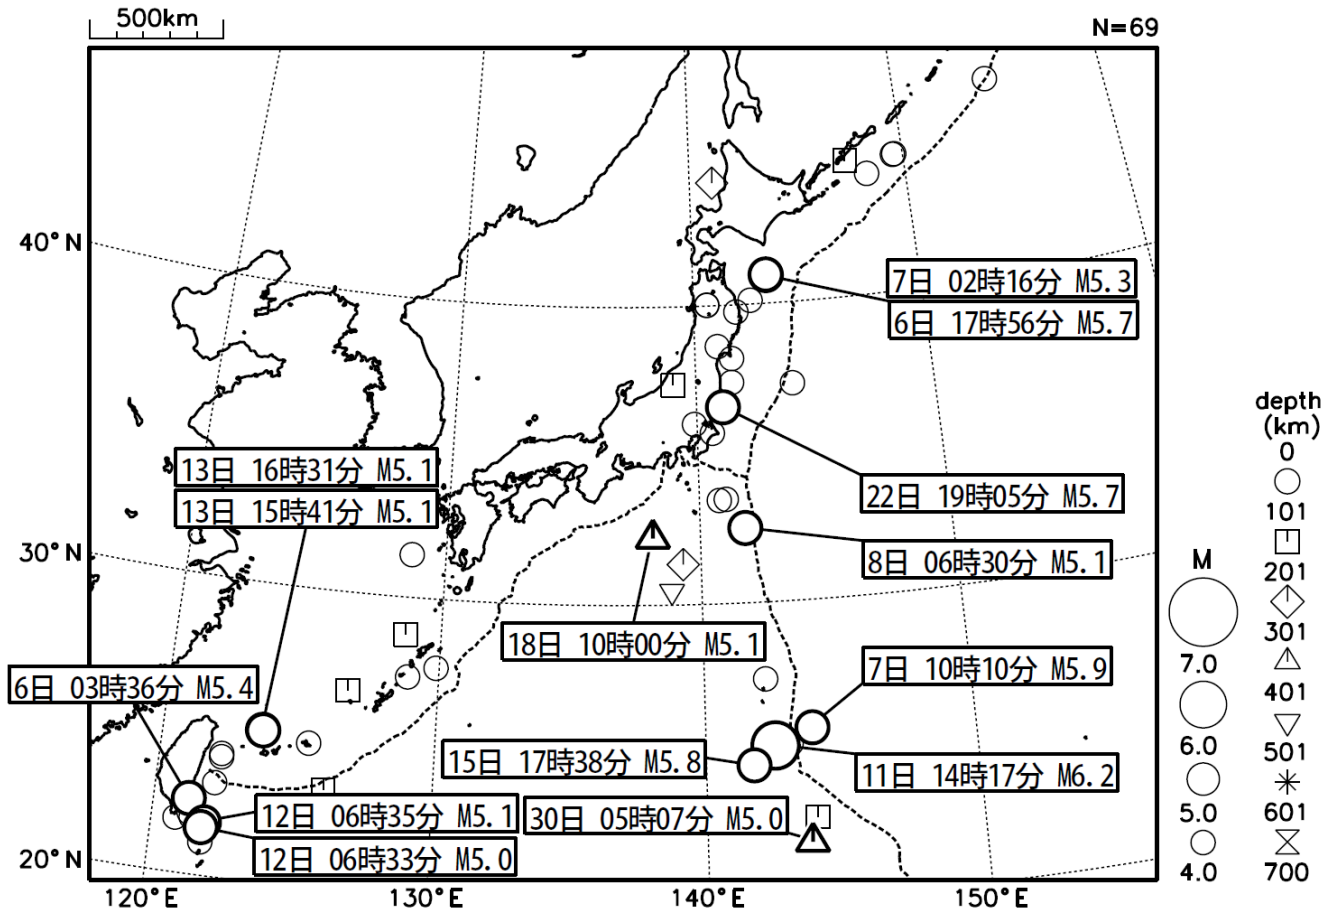 500km
N=69
40°N
7日 02時16分 M5.3
6日 17時56分 M5.7
13日 16時31分 M5.1
13日 15時41分 M5.1
22日 19時05分 M5.7
30°N
8日 06時30分 M5.1
18日 10時00分 M5.1
7日 10時10分 M5.9
6日 03時36分 M5.4
15日 17時38分 M5.8
11日 14時17分 M6.2
12日 06時35分 M5.1
30日 05時07分 M5.0
12日 06時33分 M5.0
20°N
120°E
130°E
140°E
150°E
M
7.0
6.0
5.0
4.0
depth
(km)
0
101
201
301
401
501
601
700